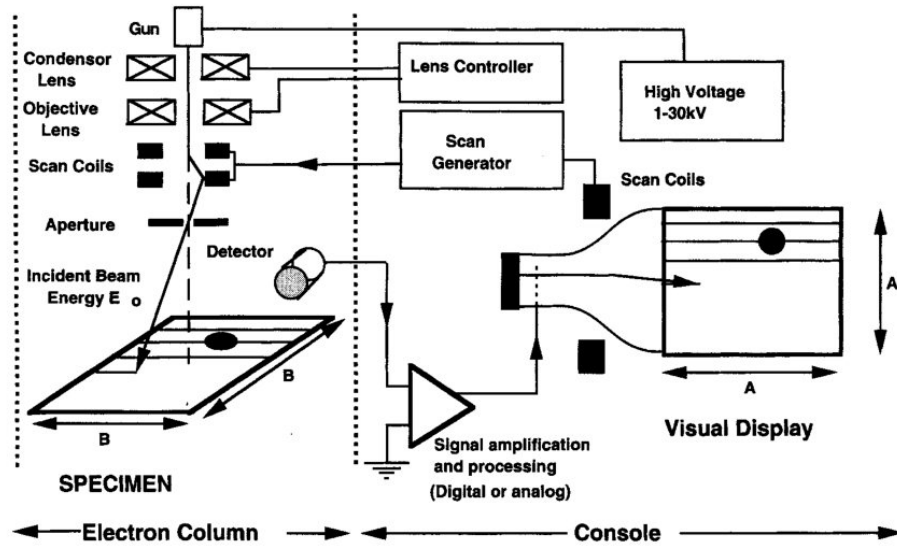 Gun
Condensor
Lens
Lens Controller
High Voltage
1-30kV
Objective
Lens
Scan
Generator
Scan Coils
Scan Coils
Aperture
Detector
Incident Beam
Energy E o
A
B
B
A
Visual Display
Signal amplification
and processing
(Digital or analog)
SPECIMEN
Electron Column
Console